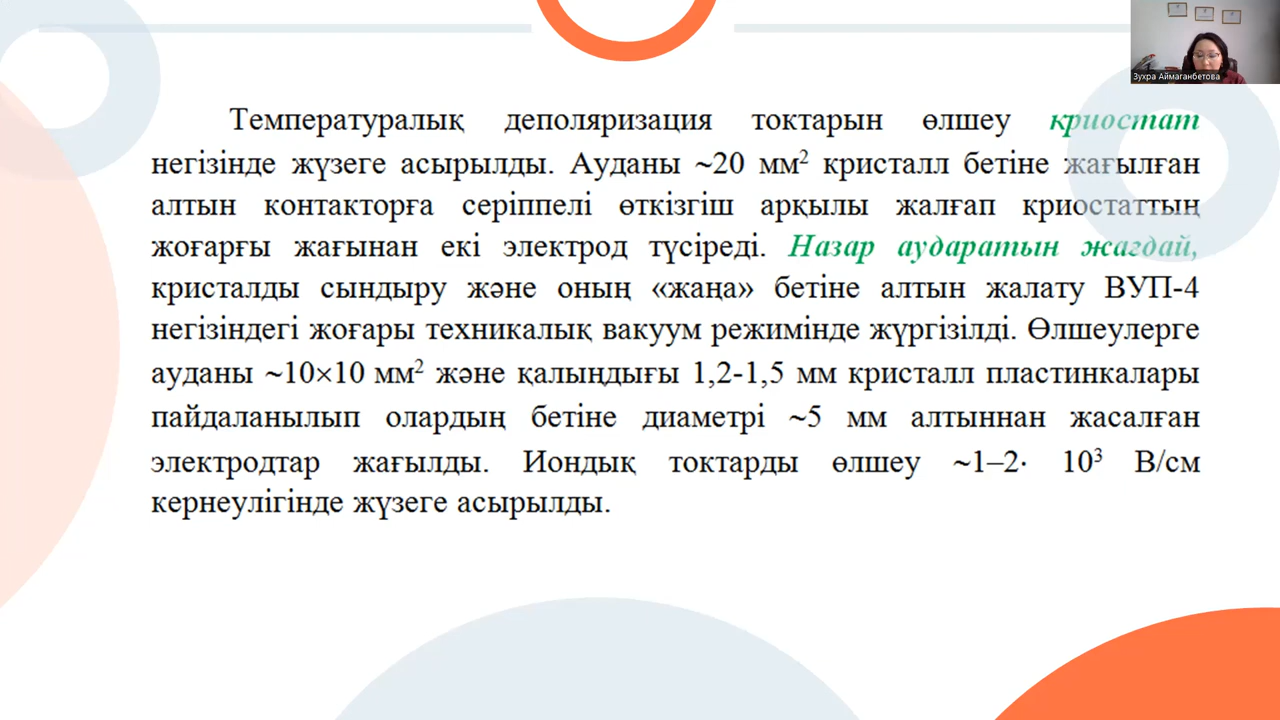 Зухра Аймаганбетова
Температуралық деполяризация токтарын өлшеу криостат
негізінде жүзеге асырылды. Ауданы ~20 мм² кристалл бетіне жағылған
алтын контакторға серіппелі өткізгіш арқылы жалғап криостаттың
жоғарғы жағынан екі электрод түсіреді. Назар аударатын жағдай,
кристалды сындыру және оның «жаңа» бетіне алтын жалату ВУП-4
негізіндегі жоғары техникалық вакуум режимінде жүргізілді. Өлшеулерге
ауданы ~10×10 мм² және қалыңдығы 1,2-1,5 мм кристалл пластинкалары
пайдаланылып олардың бетіне диаметрі ~5 мм алтыннан жасалған
электродтар жағылды. Иондық токтарды өлшеу ~1–2· 10³ В/см
кернеулігінде жүзеге асырылды.